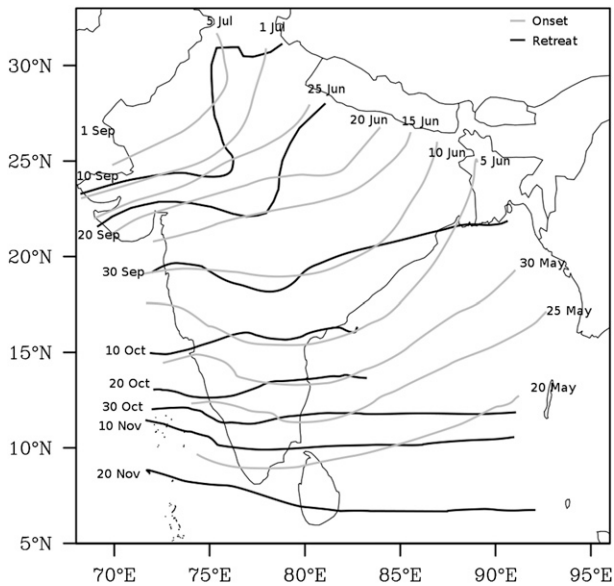 5 Jul
1 Jul
Onset
Retreat
30°N
25 Jun
20 Jun
15 Jun
1 Sep
10 Jun
5 Jun
25°N
10 Sep
20 Sep
20°N
30 Sep
30 May
25 May
15°N
10 Oct
20 Oct
20 May
30 Oct
10 Nov
10°N
20 Nov
5°N
70°E
75°E
80°E
85°E
90°E
95°E